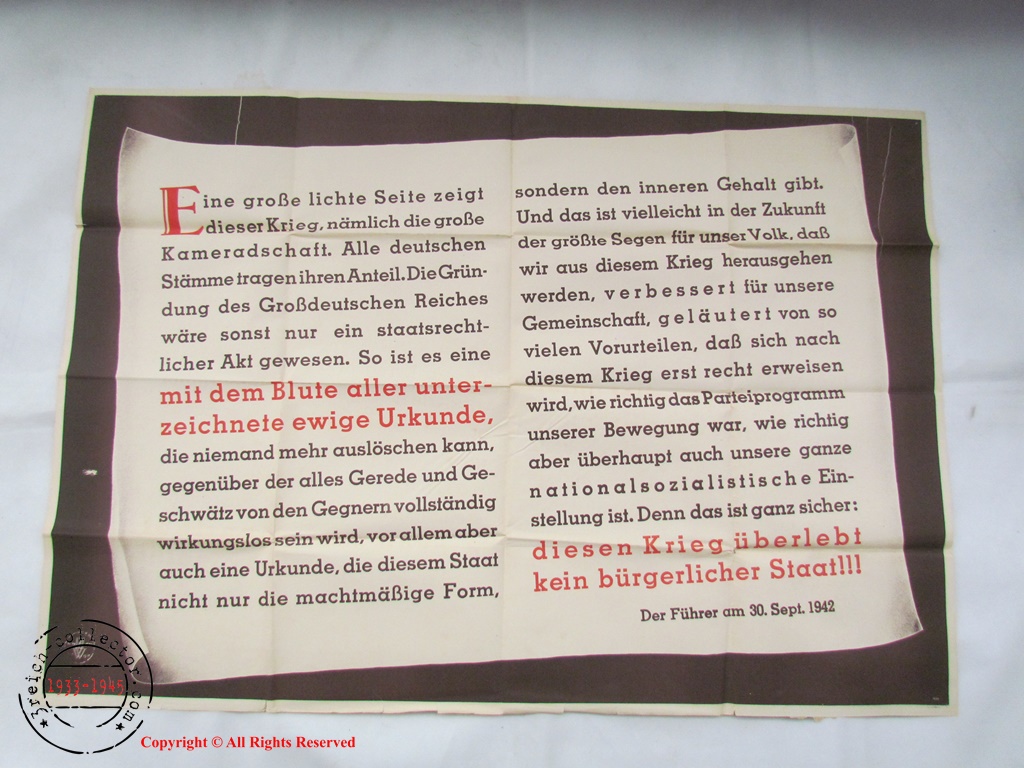 Eine große lichte Seite zeigt
dieser Krieg, nämlich die große
Kameradschaft. Alle deutschen
Stämme tragen ihren Anteil. Die Grün-
dung des Großdeutschen Reiches
wäre sonst nur ein staatsrecht-
licher Akt gewesen. So ist es eine
mit dem Blute aller unter-
zeichnete ewige Urkunde,
die niemand mehr auslöschen kann,
gegenüber der alles Gerede und Ge-
schwätz von den Gegnern vollständig
wirkungslos sein wird, vor allem aber
auch eine Urkunde, die diesem Staat
nicht nur die machtmäßige Form,
sondern den inneren Gehalt gibt.
Und das ist vielleicht in der Zukunft
der größte Segen für unser Volk, daß
wir aus diesem Krieg herausgehen
werden, verbessert für unsere
Gemeinschaft, geläutert von so
vielen Vorurteilen, daß sich nach
diesem Krieg erst recht erweisen
wird, wie richtig das Parteiprogramm
unserer Bewegung war, wie richtig
aber überhaupt auch unsere ganze
nationalsozialistische Ein-
stellung ist. Denn das ist ganz sicher:
diesen Krieg überlebt
kein bürgerlicher Staat!!!
Der Führer am 30. Sept. 1942
3reich-collector.com
1933-1945
Copyright © All Rights Reserved